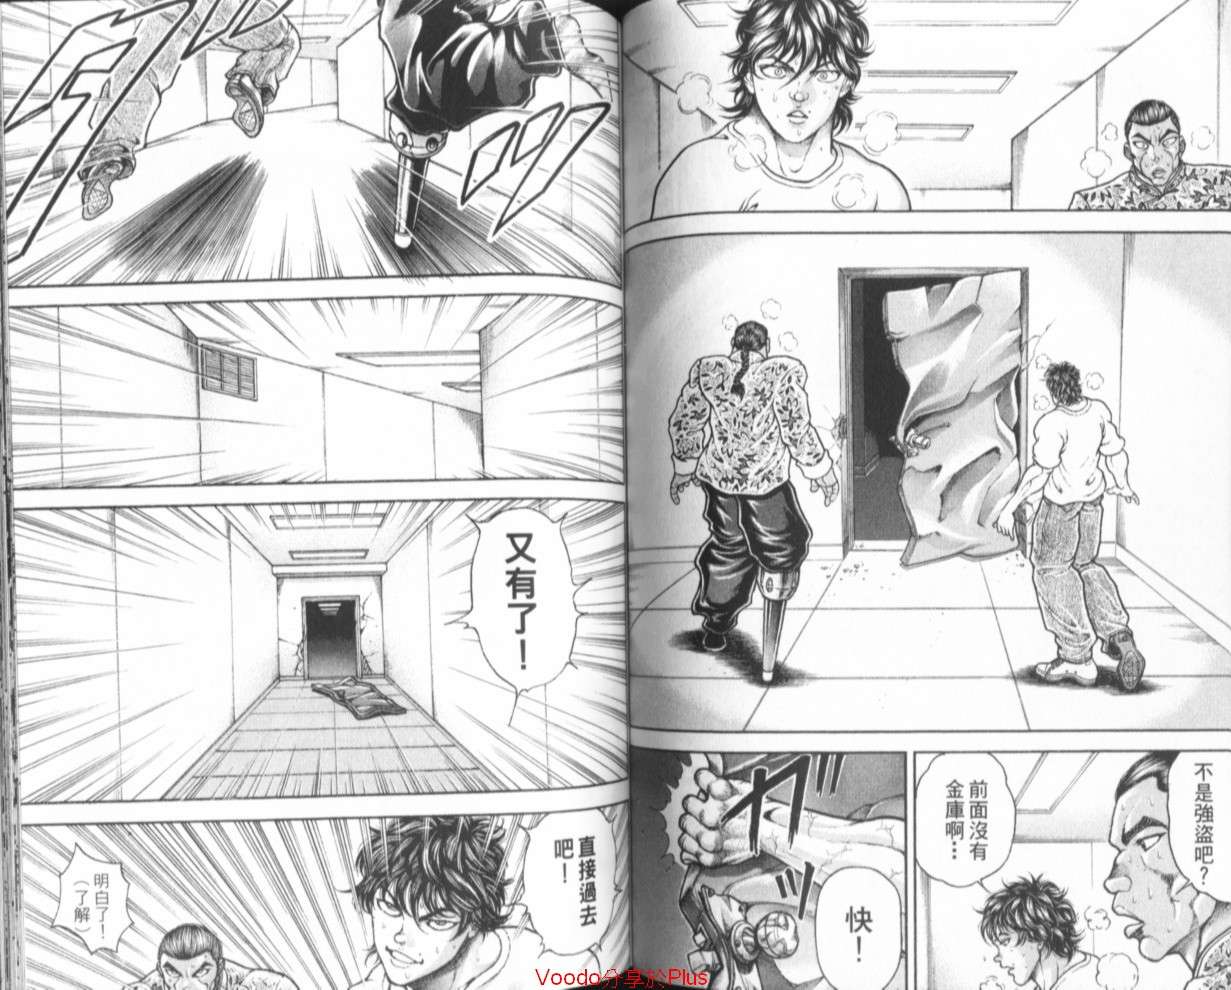 不是強盜吧？
前面沒有
金庫啊…
快！
又有了！
直接過去
吧！
明白了！
（了解）
Voodo分享於Plus